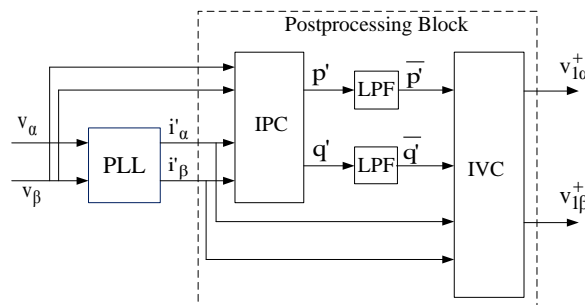 Postprocessing Block
v_α
v_β
PLL
i'_α
i'_β
IPC
p'
LPF
p̅'̅
q'
LPF
q̅'̅
IVC
v⁺_1α
v⁺_1β